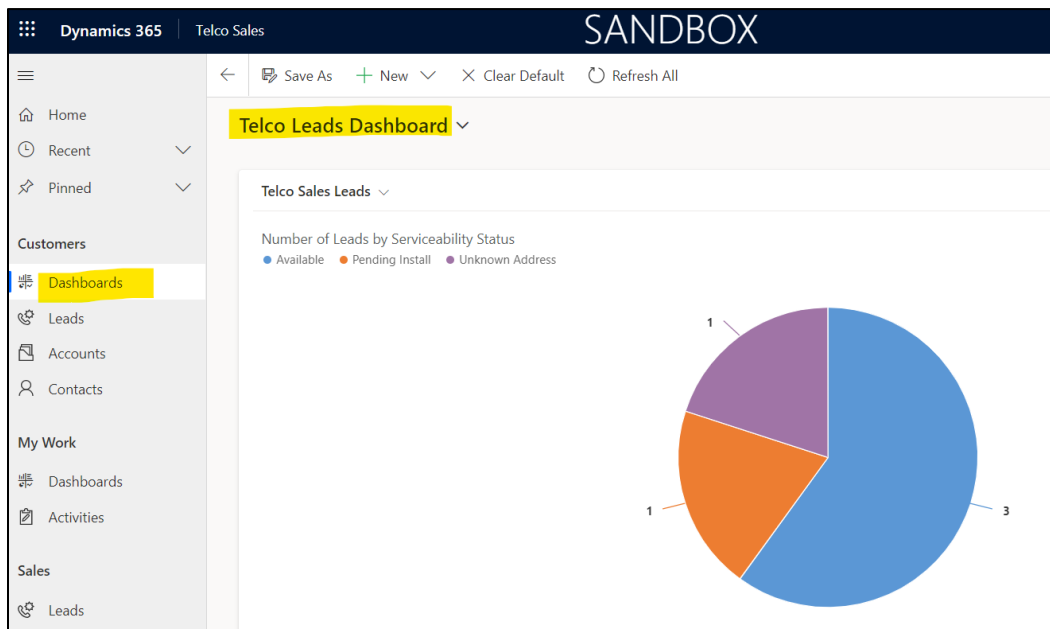 Dynamics 365 Telco Sales SANDBOX
Save As New Clear Default Refresh All
Home
Recent
Pinned
Customers
Dashboards
Leads
Accounts
Contacts
My Work
Dashboards
Activities
Sales
Leads
Telco Leads Dashboard
Telco Sales Leads
Number of Leads by Serviceability Status
Available Pending Install Unknown Address
1
1
3